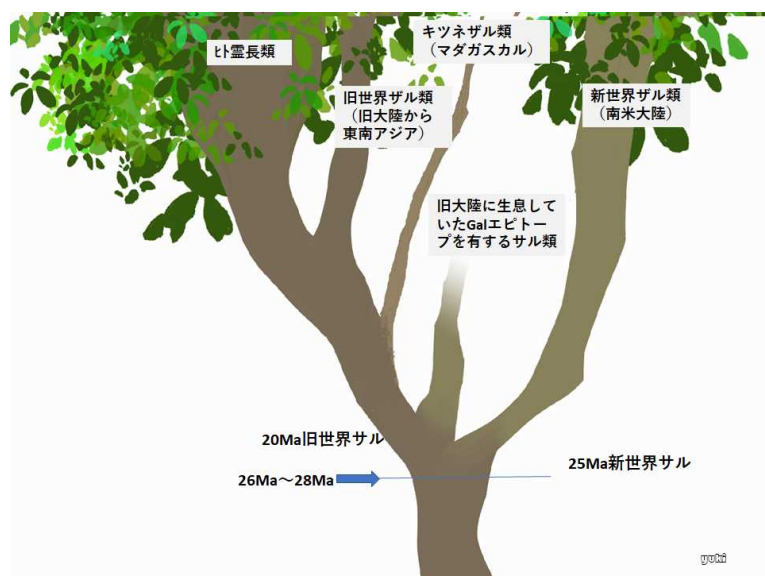 キツネザル類
（マダガスカル）
ﾋﾄ霊長類
旧世界ザル類
（旧大陸から
東南アジア）
新世界ザル類
（南米大陸）
旧大陸に生息して
いたGalエピトー
プを有するサル類
20Ma旧世界サル
25Ma新世界サル
26Ma～28Ma
yuki